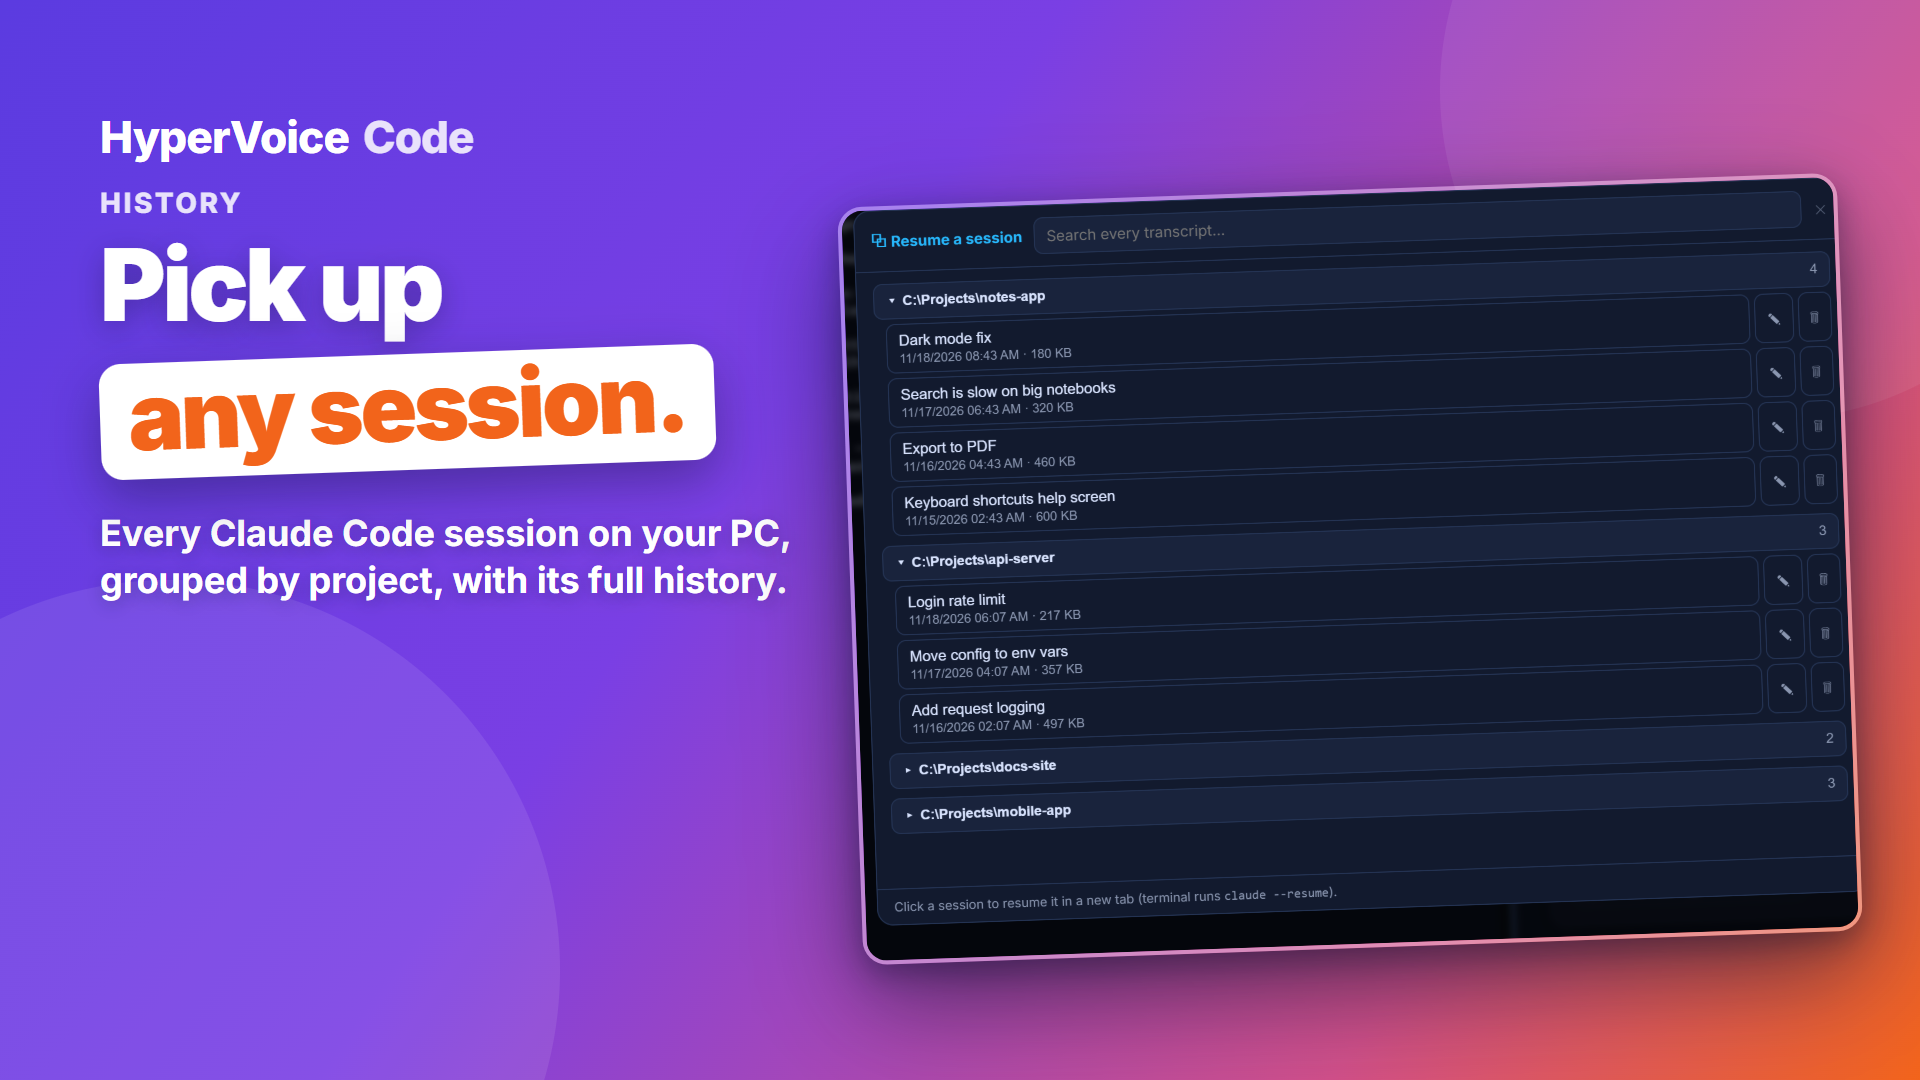 HyperVoice Code
HISTORY
Pick up
any session.
Every Claude Code session on your PC,
grouped by project, with its full history.
Resume a session
Search every transcript...
C:\Projects\notes-app 4
Dark mode fix
11/18/2026 08:43 AM · 180 KB
Search is slow on big notebooks
11/17/2026 06:43 AM · 320 KB
Export to PDF
11/16/2026 04:43 AM · 460 KB
Keyboard shortcuts help screen
11/15/2026 02:43 AM · 600 KB
C:\Projects\api-server 3
Login rate limit
11/18/2026 06:07 AM · 217 KB
Move config to env vars
11/17/2026 04:07 AM · 357 KB
Add request logging
11/16/2026 02:07 AM · 497 KB
C:\Projects\docs-site 2
C:\Projects\mobile-app 3
Click a session to resume it in a new tab (terminal runs claude --resume).